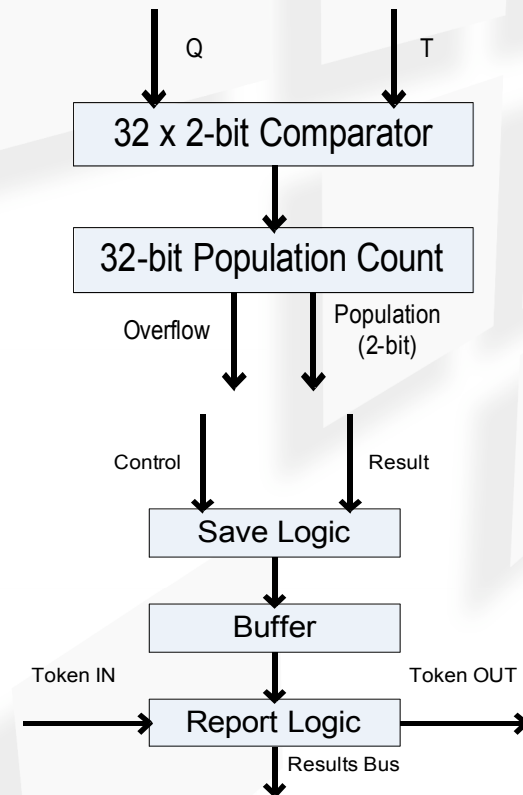 Q
T
32 x 2-bit Comparator
32-bit Population Count
Overflow
Population
(2-bit)
Control
Result
Save Logic
Buffer
Token IN
Token OUT
Report Logic
Results Bus